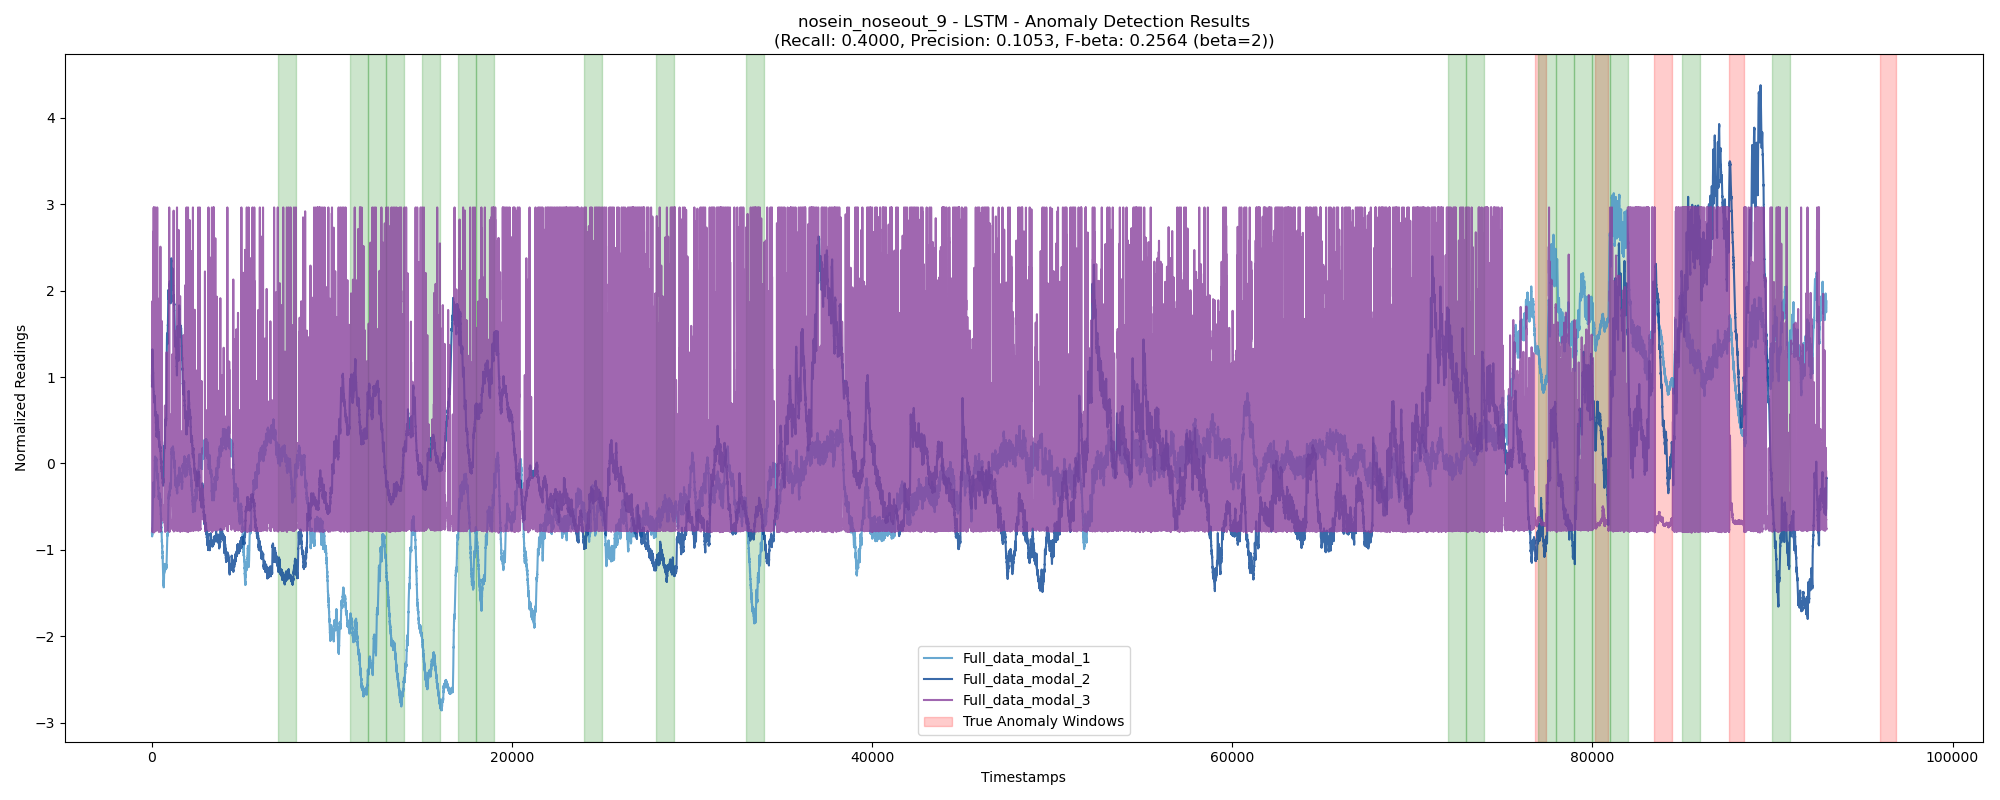 nosein_noseout_9 - LSTM - Anomaly Detection Results
(Recall: 0.4000, Precision: 0.1053, F-beta: 0.2564 (beta=2))
Normalized Readings
4
3
2
1
0
−1
−2
−3
Full_data_modal_1
Full_data_modal_2
Full_data_modal_3
True Anomaly Windows
0
20000
40000
60000
80000
100000
Timestamps